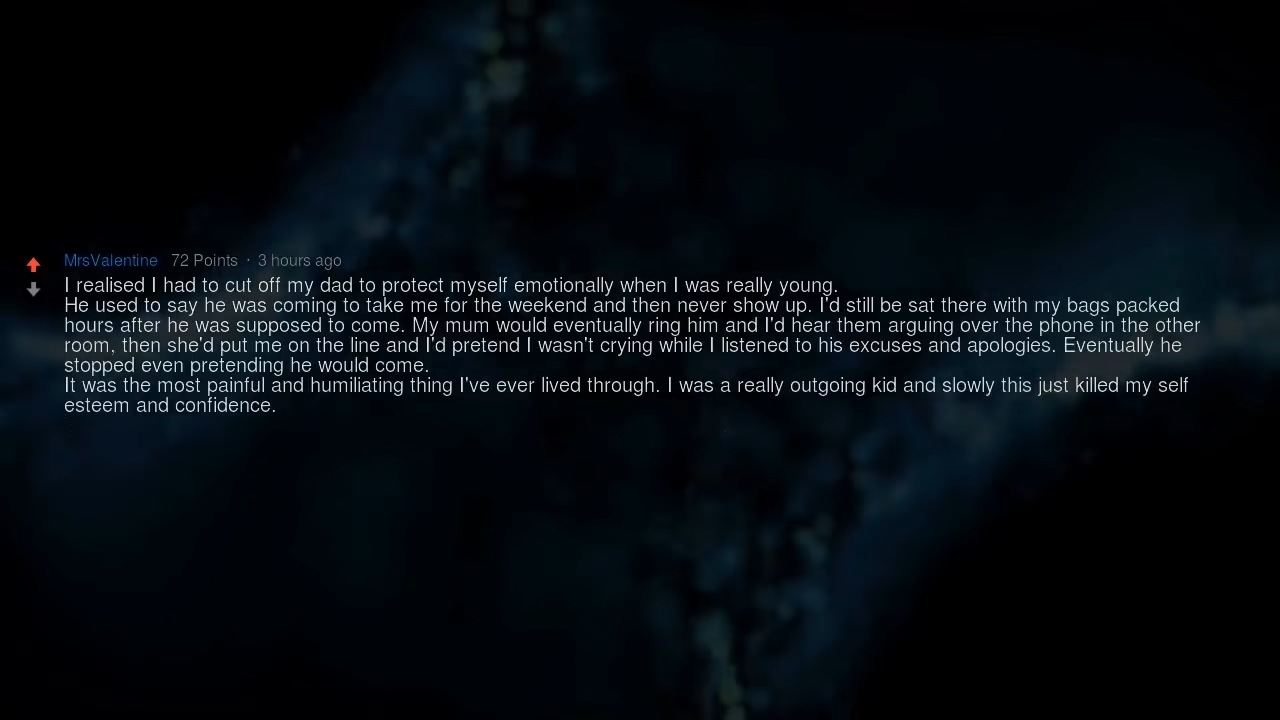 MrsValentine 72 Points · 3 hours ago
I realised I had to cut off my dad to protect myself emotionally when I was really young.
He used to say he was coming to take me for the weekend and then never show up. I'd still be sat there with my bags packed
hours after he was supposed to come. My mum would eventually ring him and I'd hear them arguing over the phone in the other
room, then she'd put me on the line and I'd pretend I wasn't crying while I listened to his excuses and apologies. Eventually he
stopped even pretending he would come.
It was the most painful and humiliating thing I've ever lived through. I was a really outgoing kid and slowly this just killed my self
esteem and confidence.